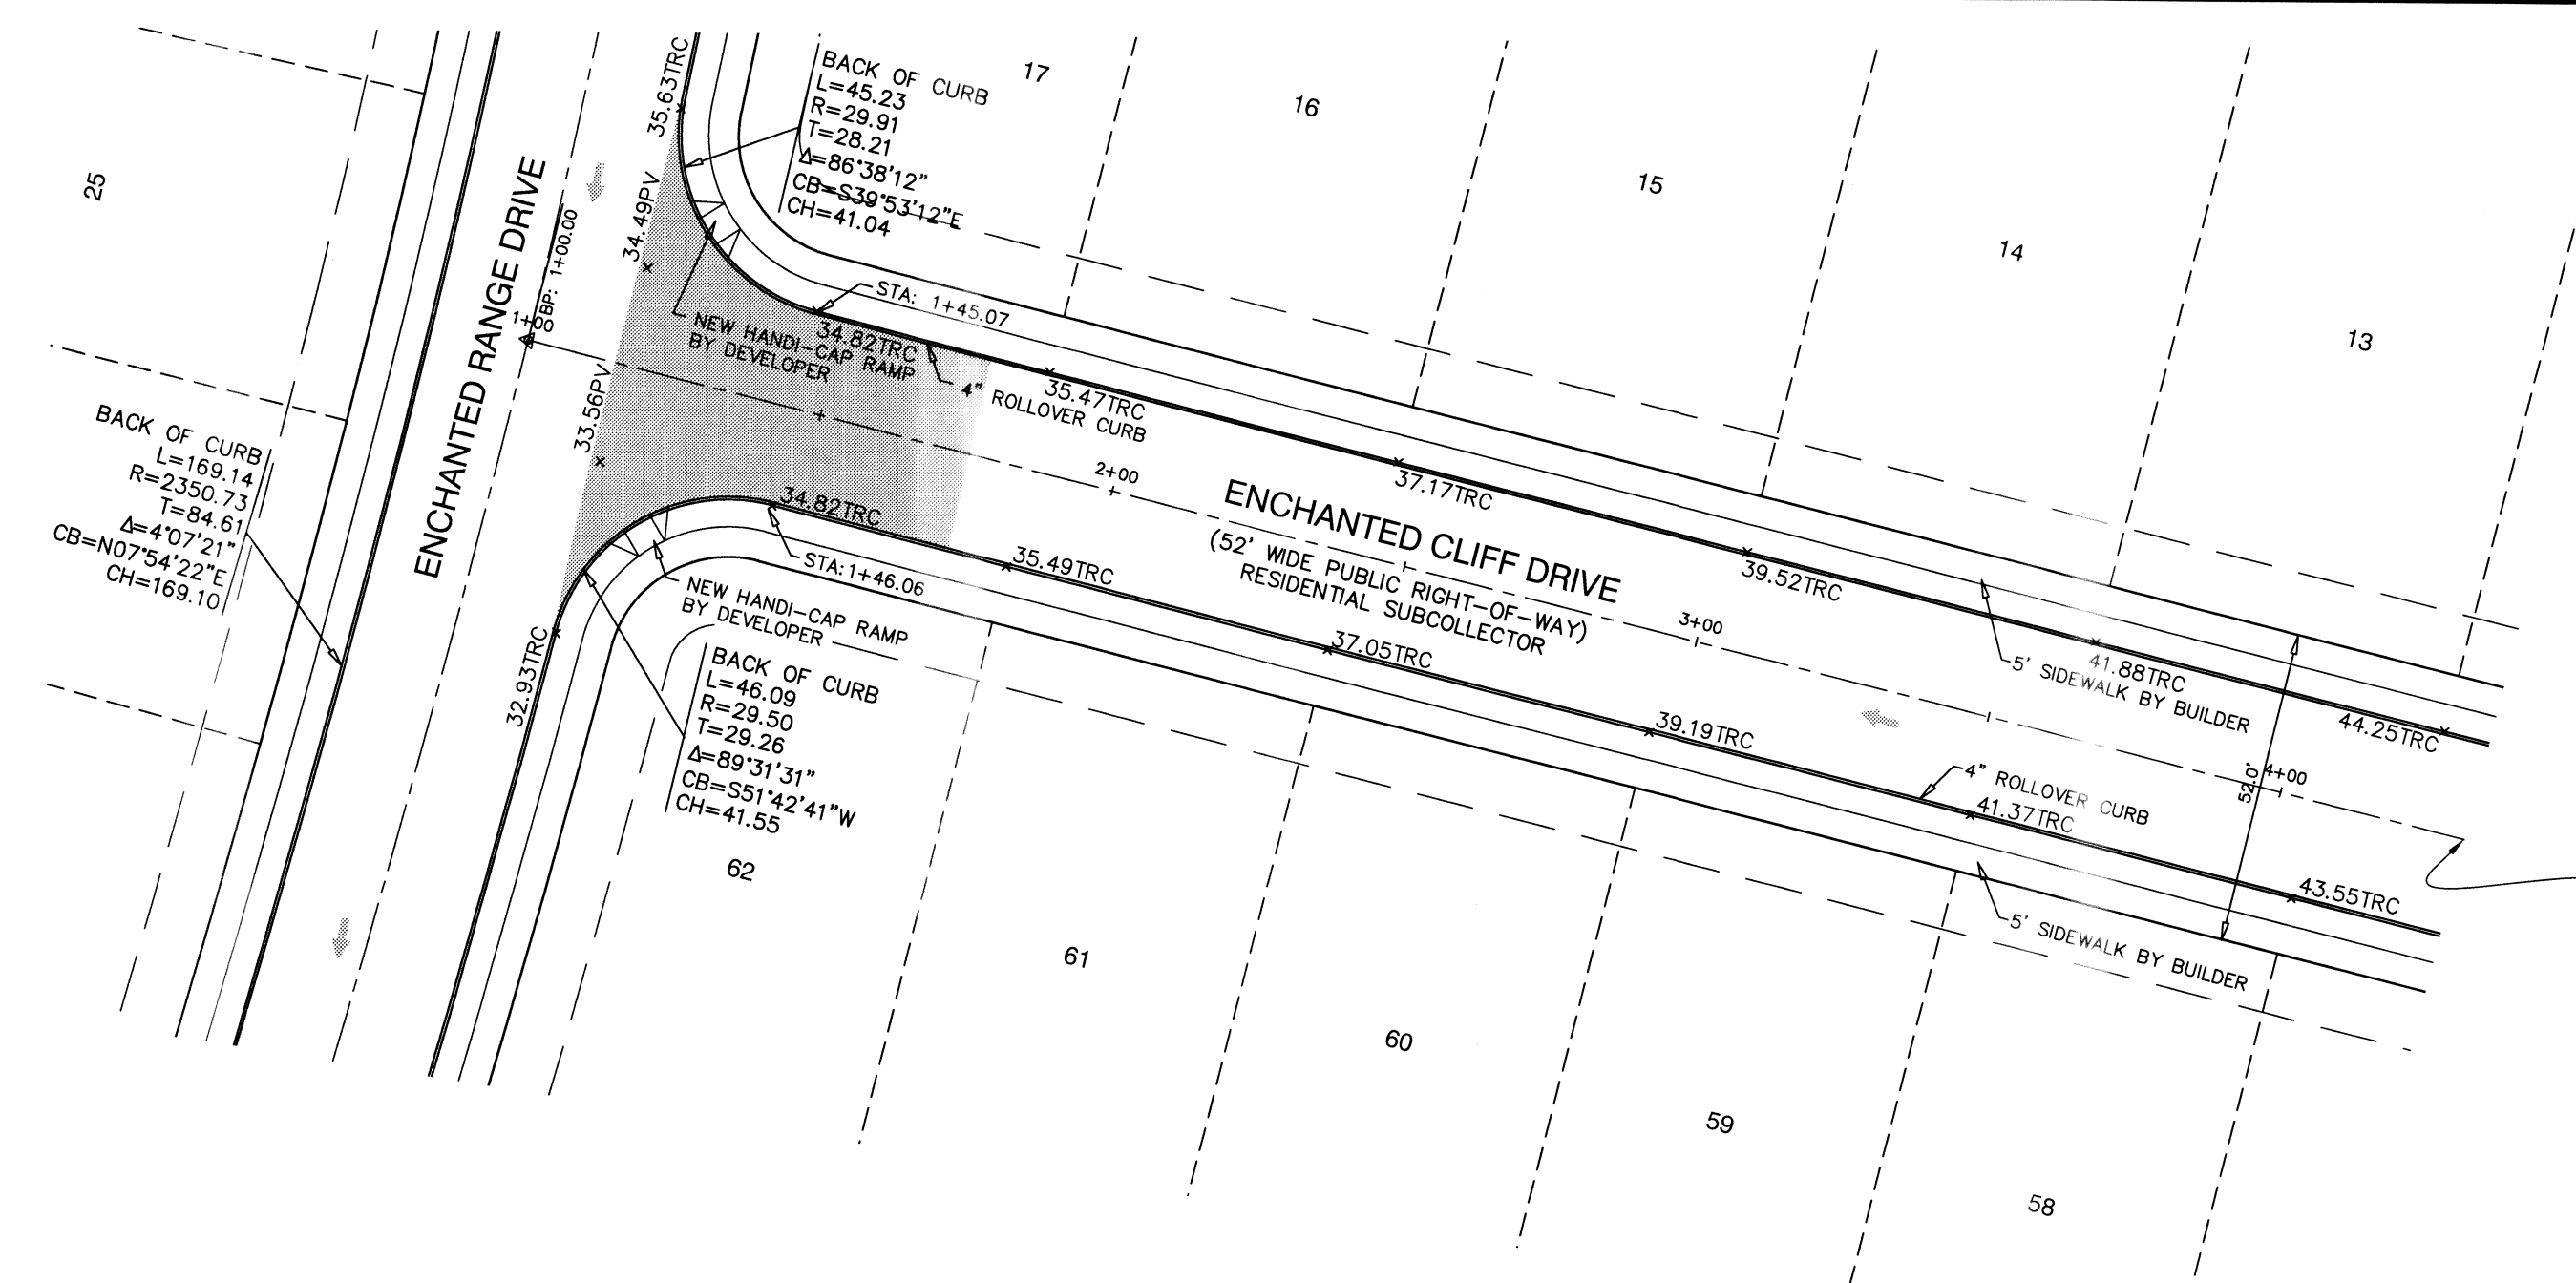 BACK OF CURB
L=45.23
R=29.91
T=28.21
Δ=86°38'12"
CB=S39°53'12"E
CH=41.04
17
16
15
14
13
25
35.63TRC
34.49PV
33.56PV
32.93TRC
ENCHANTED RANGE DRIVE
BP: 1+00.00
1+00
STA: 1+45.07
34.82TRC
NEW HANDI-CAP RAMP
BY DEVELOPER
4" ROLLOVER CURB
35.47TRC
37.17TRC
39.52TRC
41.88TRC
44.25TRC
2+00
3+00
4+00
ENCHANTED CLIFF DRIVE
(52' WIDE PUBLIC RIGHT-OF-WAY)
RESIDENTIAL SUBCOLLECTOR
5' SIDEWALK BY BUILDER
52.0'
BACK OF CURB
L=169.14
R=2350.73
T=84.61
Δ=4°07'21"
CB=N07°54'22"E
CH=169.10
34.82TRC
STA:1+46.06
35.49TRC
37.05TRC
39.19TRC
4" ROLLOVER CURB
41.37TRC
43.55TRC
NEW HANDI-CAP RAMP
BY DEVELOPER
BACK OF CURB
L=46.09
R=29.50
T=29.26
Δ=89°31'31"
CB=S51°42'41"W
CH=41.55
5' SIDEWALK BY BUILDER
62
61
60
59
58